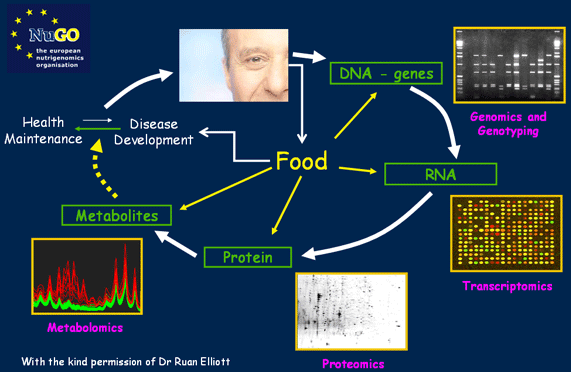 NuGO
the european
nutrigenomics
organisation
DNA - genes
Genomics and
Genotyping
Health
Maintenance
Disease
Development
Food
RNA
Metabolites
Protein
Transcriptomics
Metabolomics
Proteomics
With the kind permission of Dr Ruan Elliott